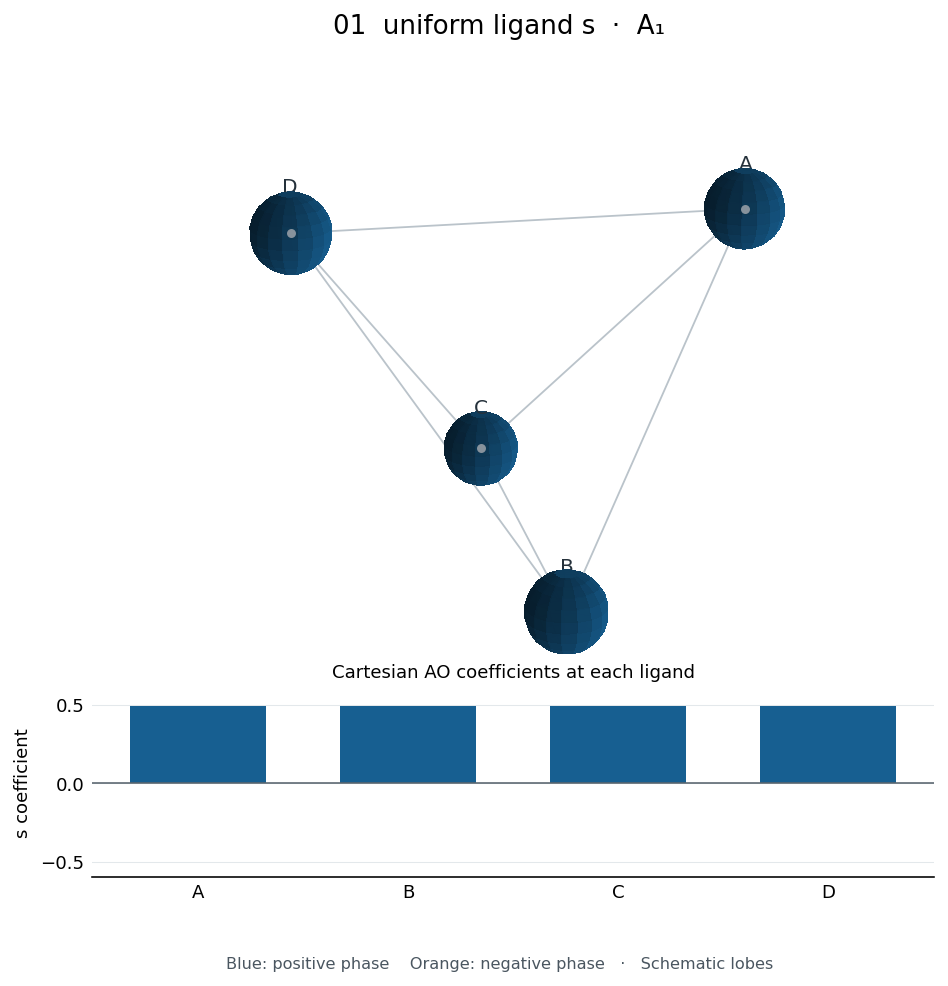 01  uniform ligand s  ·  A₁
A
D
C
B
Cartesian AO coefficients at each ligand
s coefficient
0.5
0.0
−0.5
A B C D
Blue: positive phase    Orange: negative phase   ·   Schematic lobes